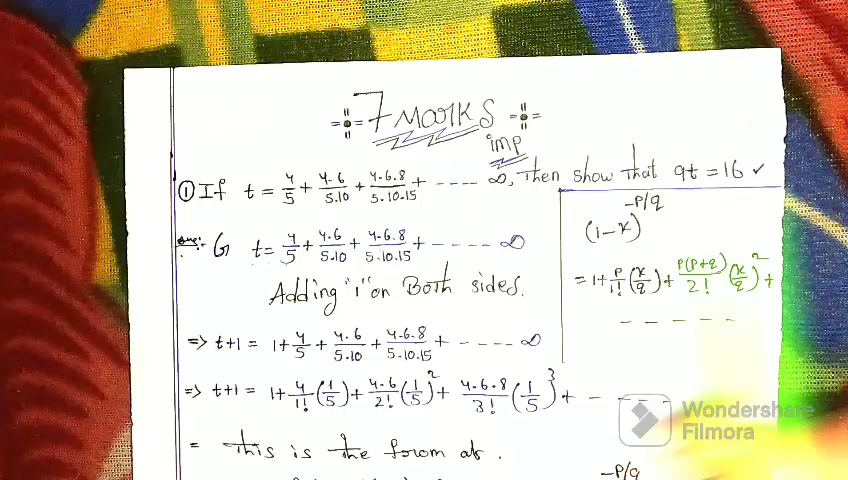 7 Marks
imp
① If t = 4/5 + 4·6/5·10 + 4·6·8/5·10·15 + ---- ∞, Then show that 9t = 16 ✓
Ans:- G t = 4/5 + 4·6/5·10 + 4·6·8/5·10·15 + ---- ∞
Adding "1" on Both sides.
=> t+1 = 1 + 4/5 + 4·6/5·10 + 4·6·8/5·10·15 + ---- ∞
=> t+1 = 1 + 4/1! (1/5) + 4·6/2! (1/5)² + 4·6·8/3! (1/5)³ + - ---
= This is the form at.
(1-x)^-P/q
= 1 + P/1! (x/q) + P(P+q)/2! (x/q)² +
- - - - -
-P/q
Wondershare
Filmora